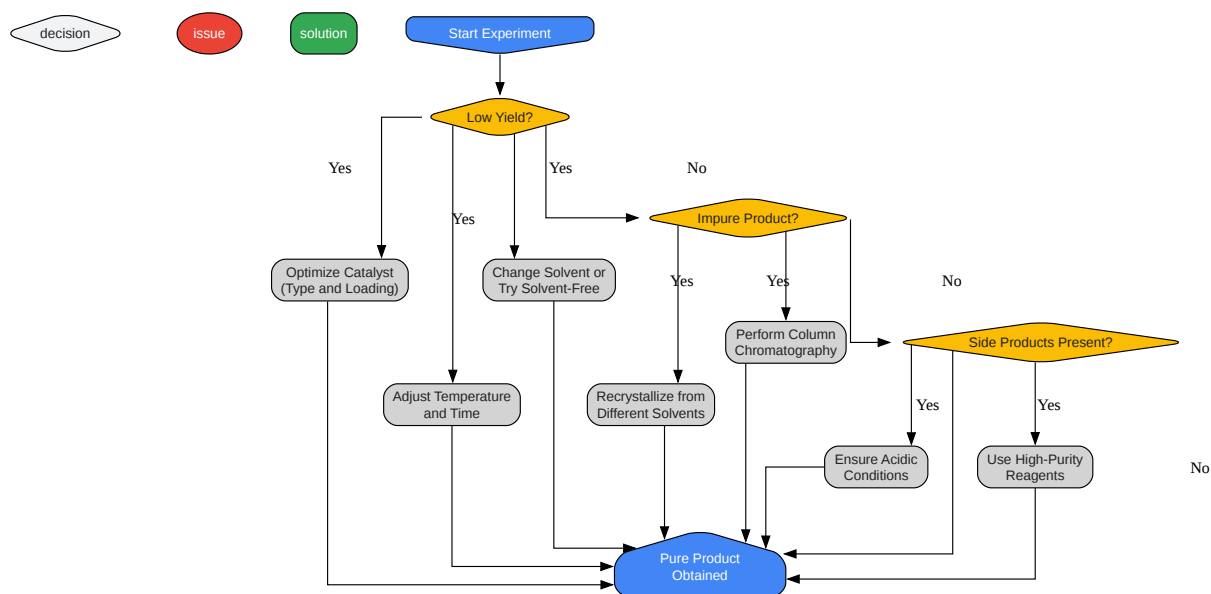 decision
issue
solution
Start Experiment
Low Yield?
Yes
Yes
No
Yes
Impure Product?
Optimize Catalyst
(Type and Loading)
Change Solvent or
Try Solvent-Free
Yes
Yes
No
Perform Column
Chromatography
Side Products Present?
Adjust Temperature
and Time
Recrystallize from
Different Solvents
Yes
Yes
Ensure Acidic
Conditions
Use High-Purity
Reagents
No
Pure Product
Obtained